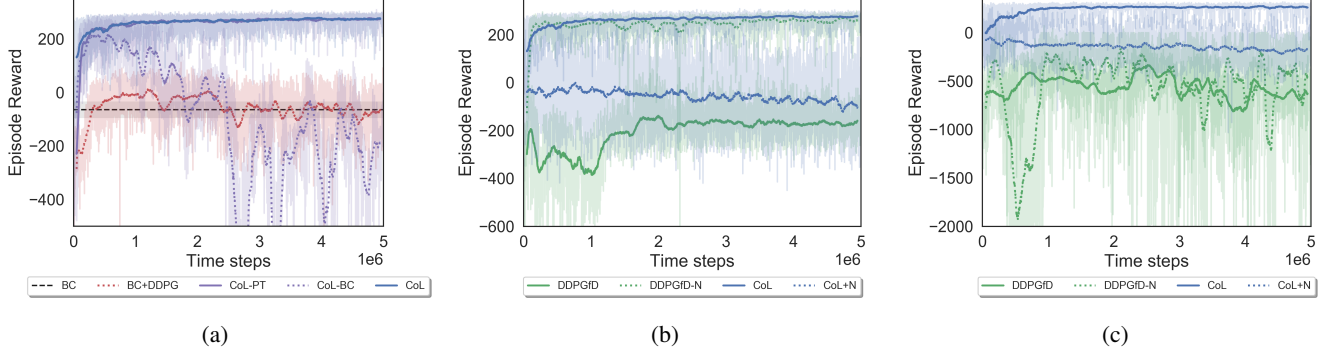 200
0
−200
−400
Episode Reward
0
1
2
3
4
5
1e6
Time steps
BC
BC+DDPG
CoL-PT
CoL-BC
CoL
(a)
200
0
−200
−400
−600
Episode Reward
0
1
2
3
4
5
1e6
Time steps
DDPGfD
DDPGfD-N
CoL
CoL+N
(b)
0
−500
−1000
−1500
−2000
Episode Reward
0
1
2
3
4
5
1e6
Time steps
DDPGfD
DDPGfD-N
CoL
CoL+N
(c)